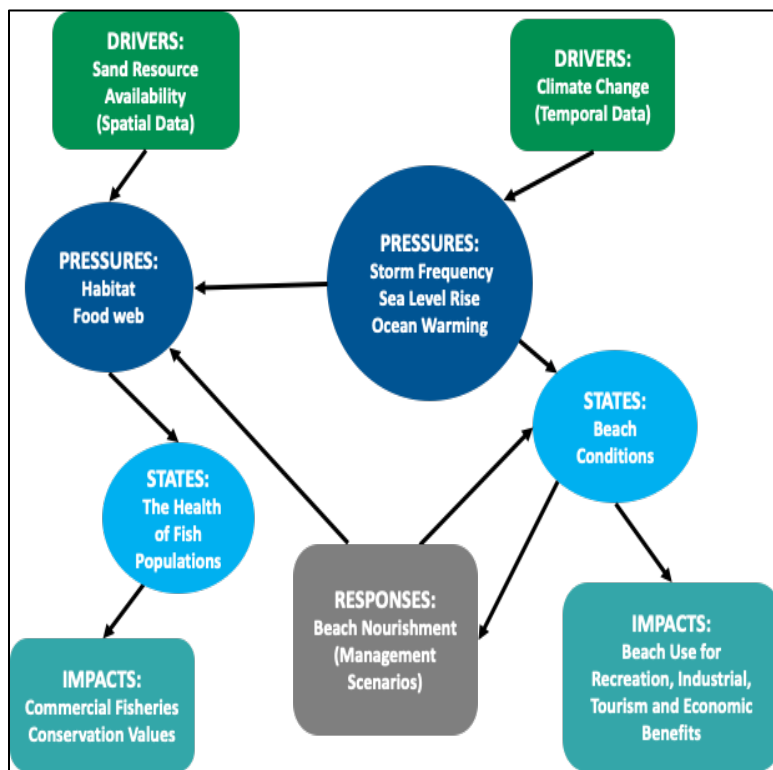 DRIVERS:
Sand Resource
Availability
(Spatial Data)
DRIVERS:
Climate Change
(Temporal Data)
PRESSURES:
Habitat
Food web
PRESSURES:
Storm Frequency
Sea Level Rise
Ocean Warming
STATES:
Beach
Conditions
STATES:
The Health
of Fish
Populations
RESPONSES:
Beach Nourishment
(Management
Scenarios)
IMPACTS:
Commercial Fisheries
Conservation Values
IMPACTS:
Beach Use for
Recreation, Industrial,
Tourism and Economic
Benefits